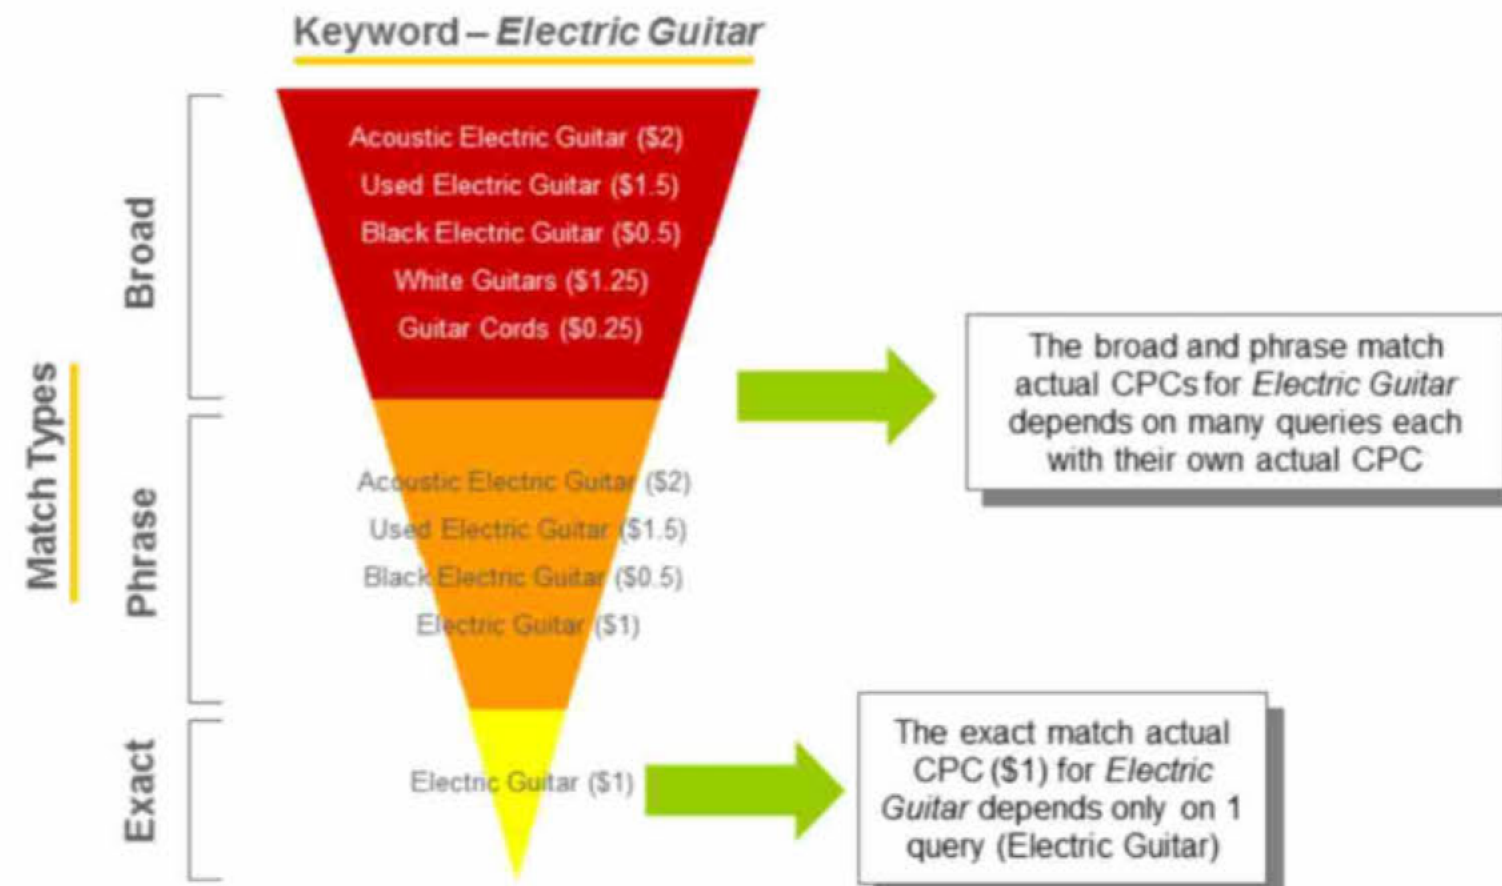 Keyword – Electric Guitar
Match Types
Broad
Acoustic Electric Guitar ($2)
Used Electric Guitar ($1.5)
Black Electric Guitar ($0.5)
White Guitars ($1.25)
Guitar Cords ($0.25)
The broad and phrase match
actual CPCs for Electric Guitar
depends on many queries each
with their own actual CPC
Phrase
Acoustic Electric Guitar ($2)
Used Electric Guitar ($1.5)
Black Electric Guitar ($0.5)
Electric Guitar ($1)
Exact
Electric Guitar ($1)
The exact match actual
CPC ($1) for Electric
Guitar depends only on 1
query (Electric Guitar)